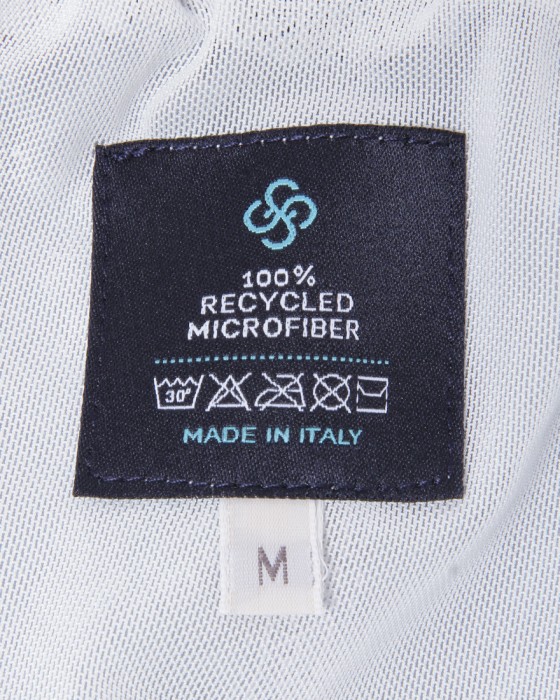 100%
RECYCLED
MICROFIBER
30°
MADE IN ITALY
M